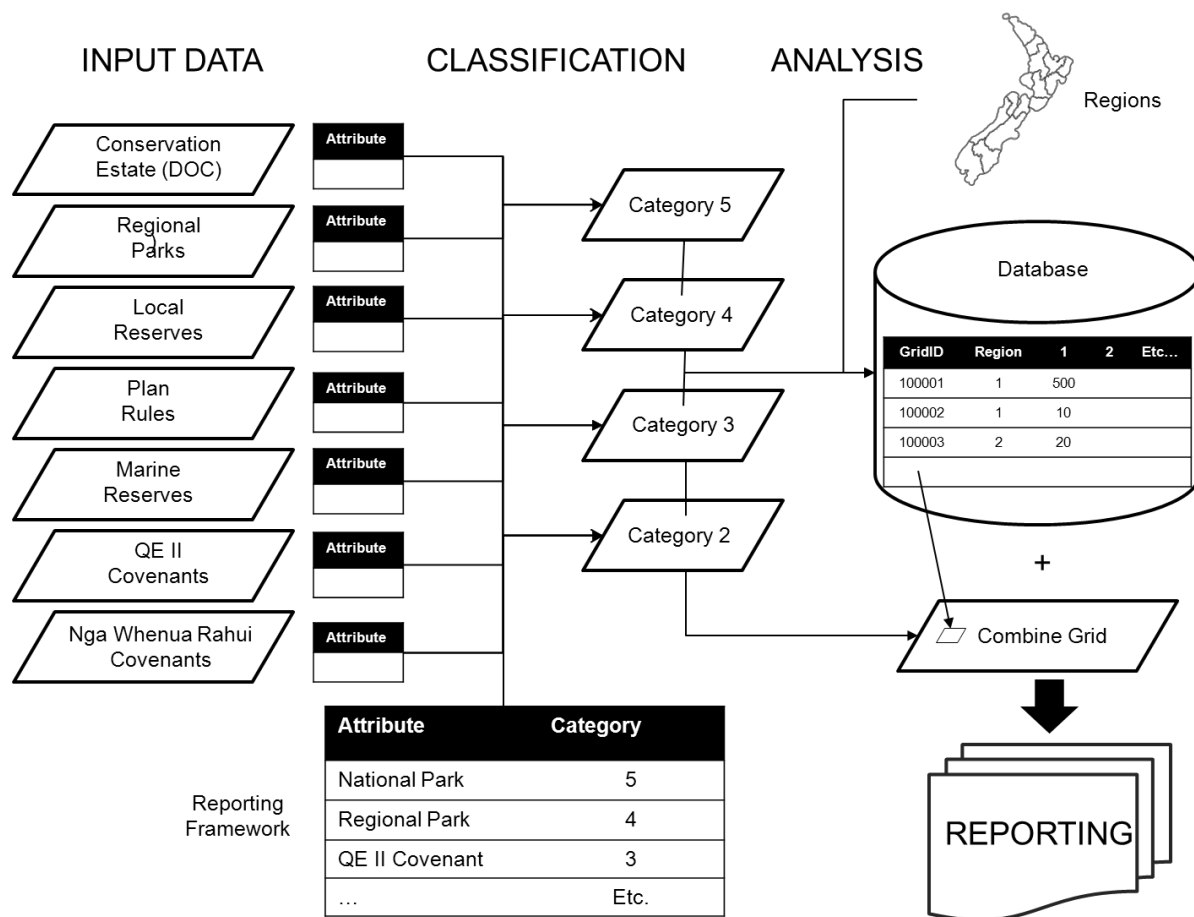 INPUT DATA
CLASSIFICATION
ANALYSIS
Regions
Conservation
Estate (DOC)
Attribute
Regional
Parks
Attribute
Local
Reserves
Attribute
Plan
Rules
Attribute
Marine
Reserves
Attribute
QE II
Covenants
Attribute
Nga Whenua Rahui
Covenants
Attribute
Category 5
Category 4
Category 3
Category 2
Database
GridID Region 1 2 Etc...
100001 1 500
100002 1 10
100003 2 20
+
Combine Grid
Reporting
Framework
Attribute Category
National Park 5
Regional Park 4
QE II Covenant 3
... Etc.
REPORTING